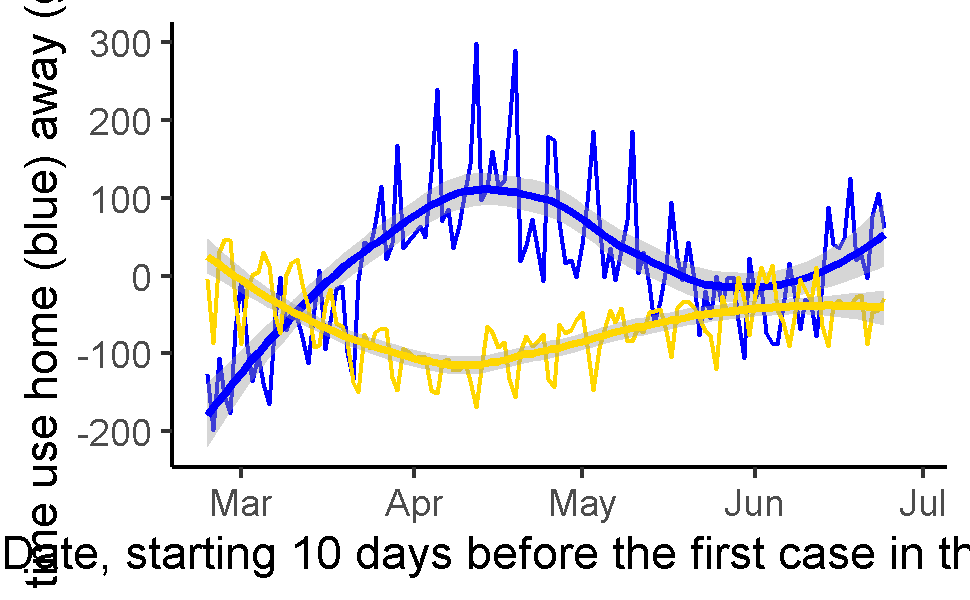 time use home (blue) away (
300
200
100
0
-100
-200
Mar Apr May Jun Jul
Date, starting 10 days before the first case in th